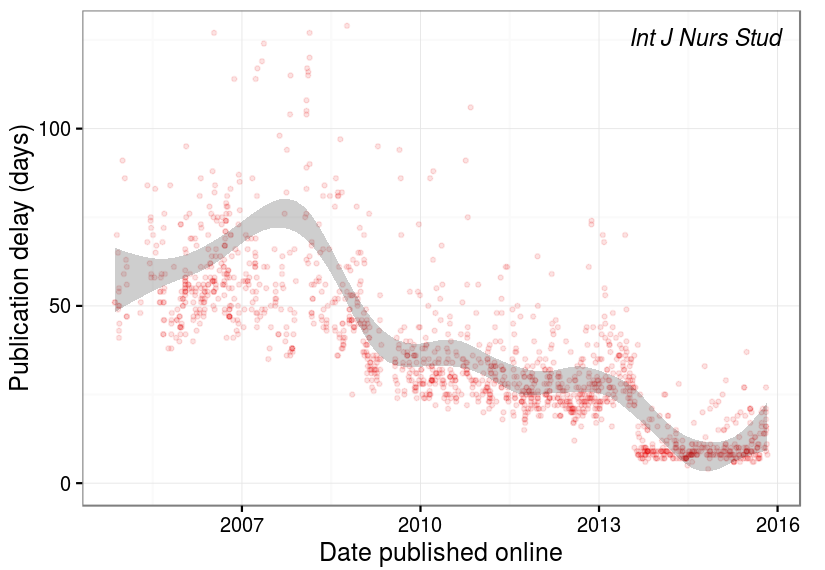 Int J Nurs Stud
Publication delay (days)
100
50
0
2007 2010 2013 2016
Date published online